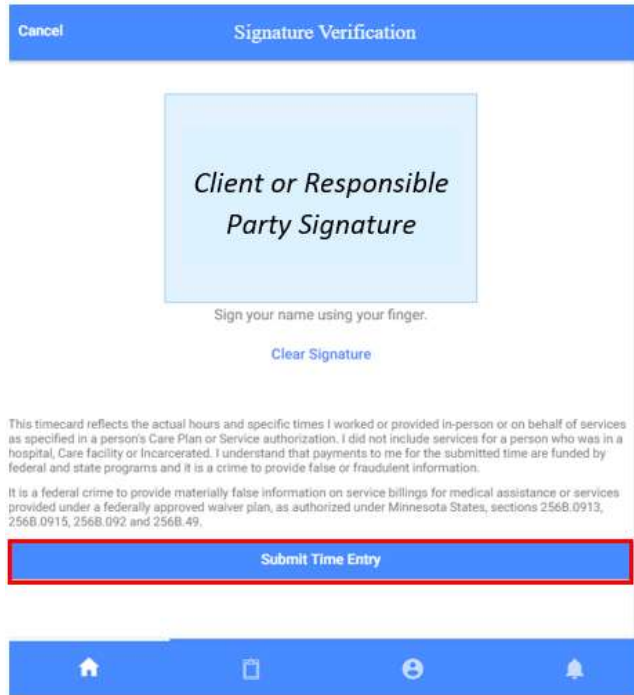 Cancel
Signature Verification
Client or Responsible
Party Signature
Sign your name using your finger.
Clear Signature
This timecard reflects the actual hours and specific times I worked or provided in-person or on behalf of services
as specified in a person's Care Plan or Service authorization. I did not include services for a person who was in a
hospital, Care facility or Incarcerated. I understand that payments to me for the submitted time are funded by
federal and state programs and it is a crime to provide false or fraudulent information.
It is a federal crime to provide materially false information on service billings for medical assistance or services
provided under a federally approved waiver plan, as authorized under Minnesota States, sections 256B.0913,
256B.0915, 256B.092 and 256B.49.
Submit Time Entry